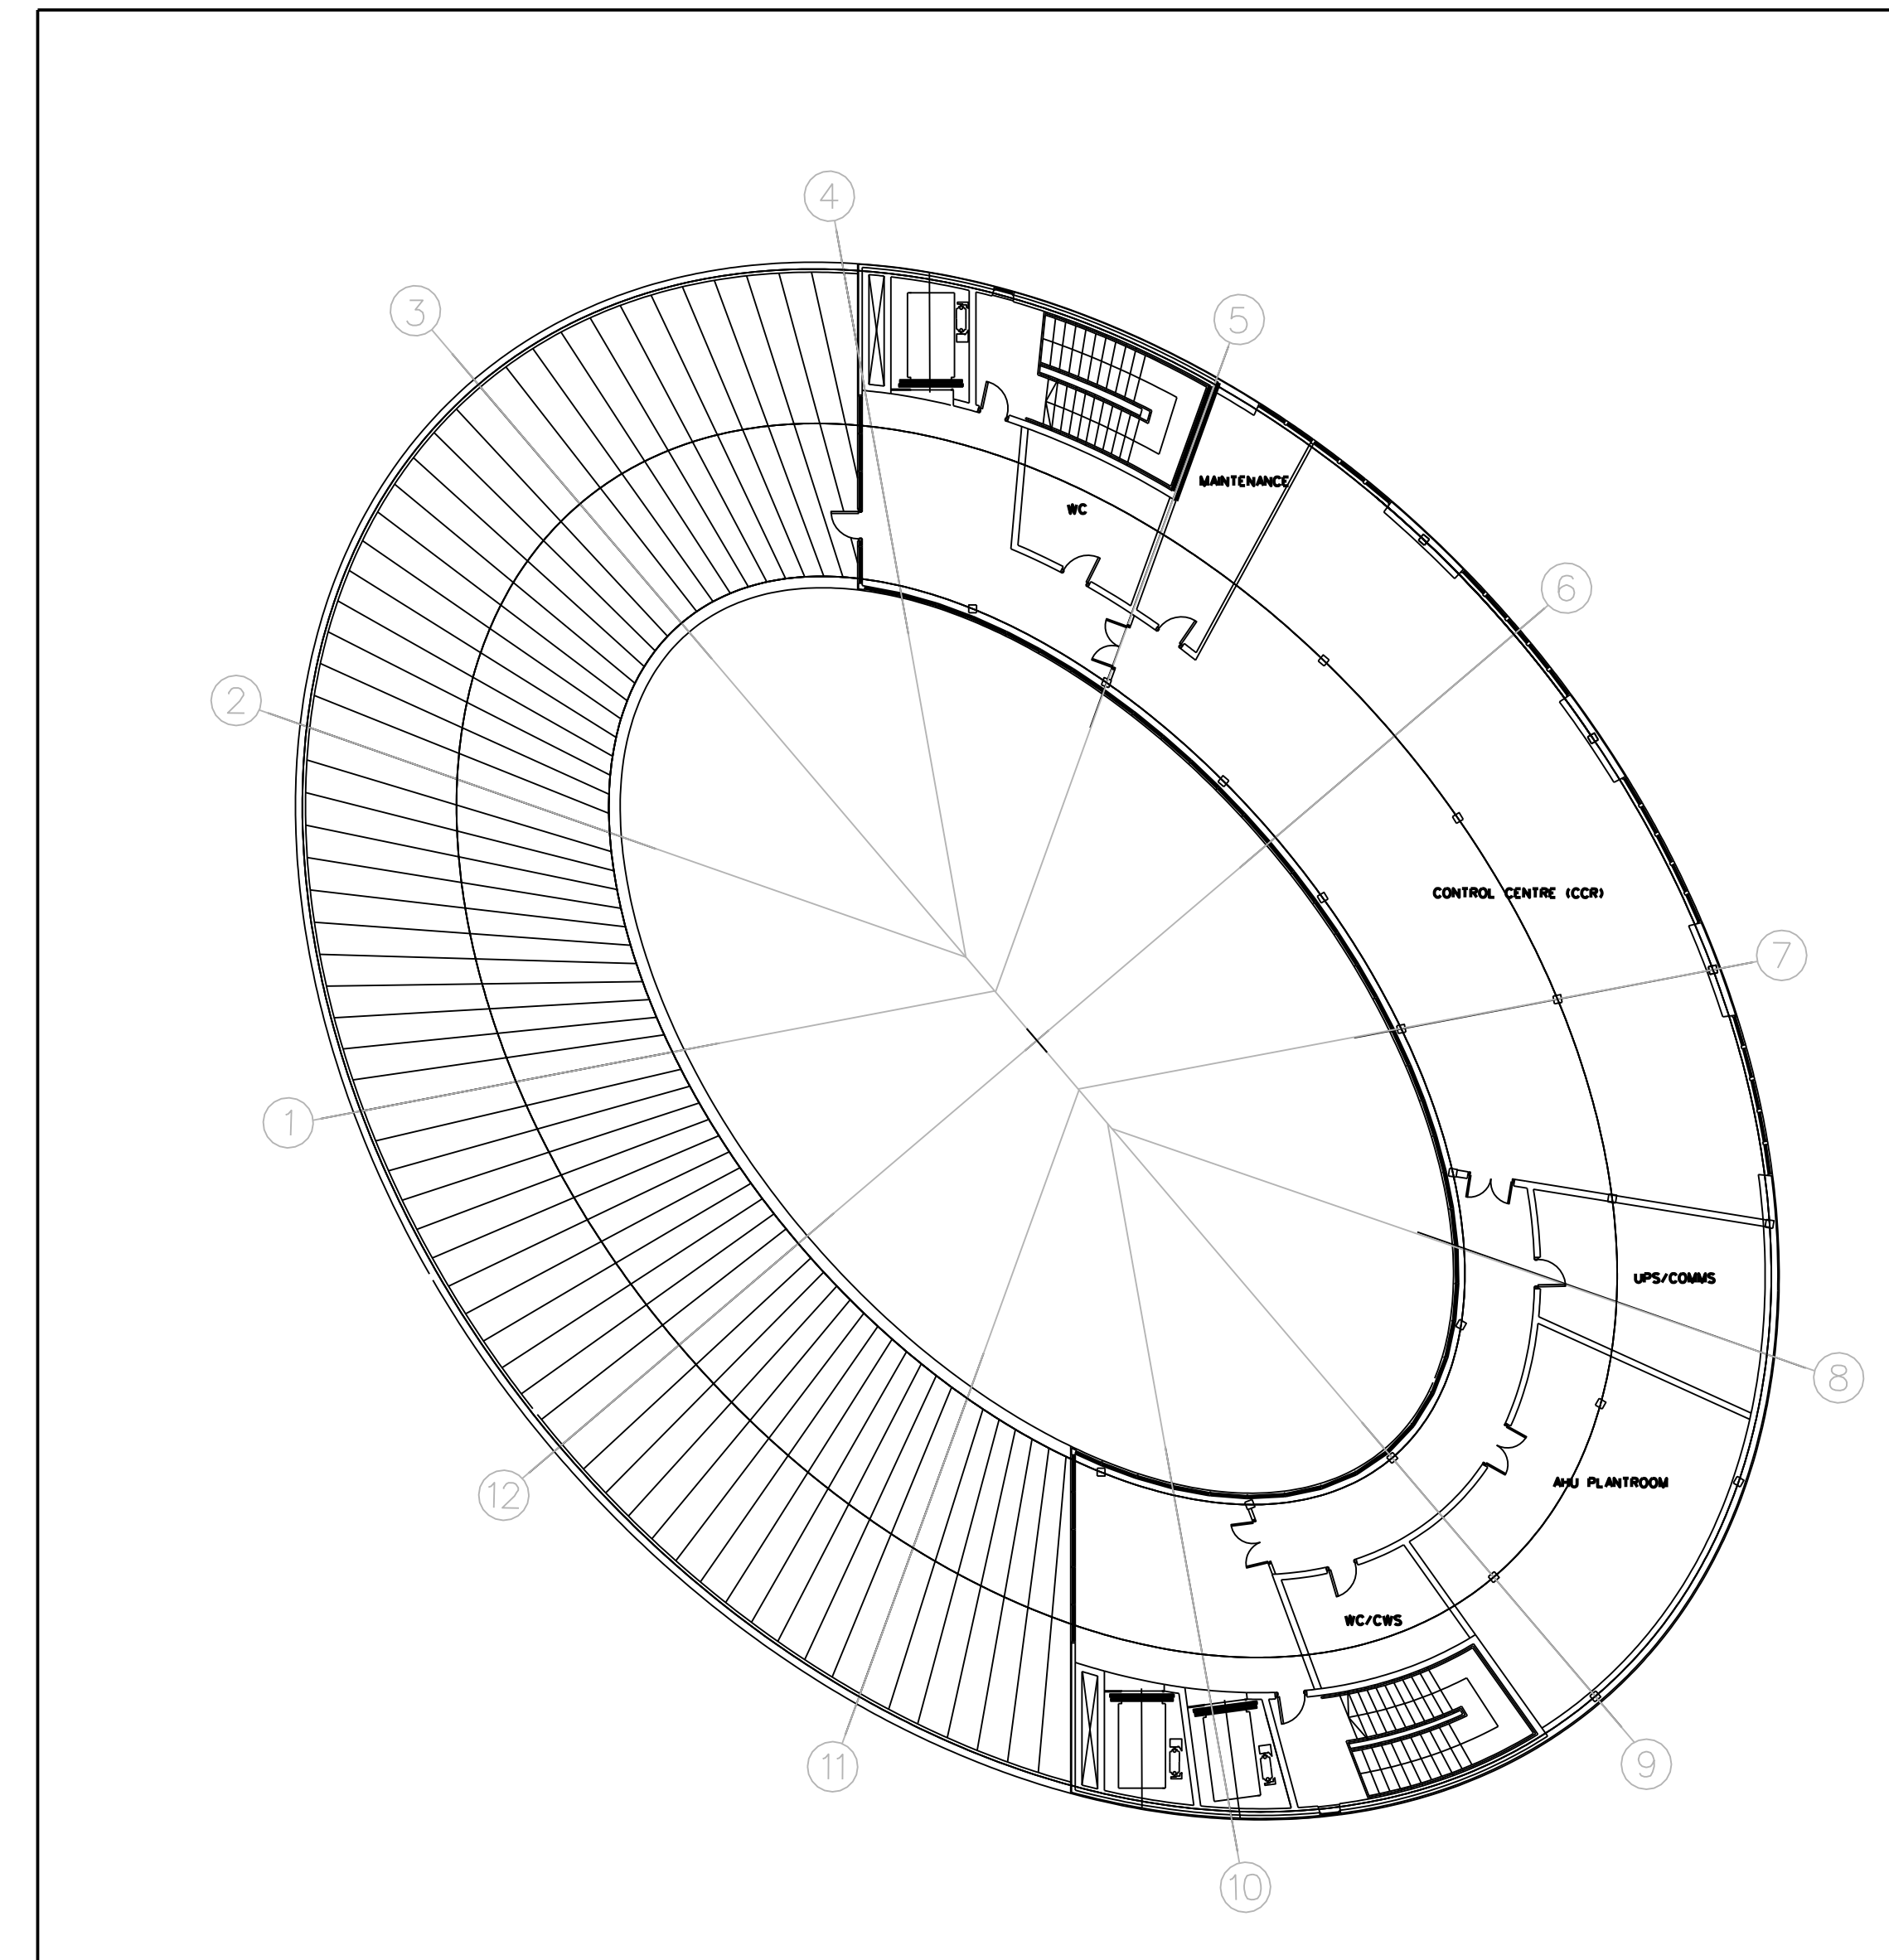 4
3
5
MAINTENANCE
WC
6
2
CONTROL CENTRE (CCR)
7
1
UPS/COMMS
8
AHU PLANTROOM
12
WC/CWS
11
9
10